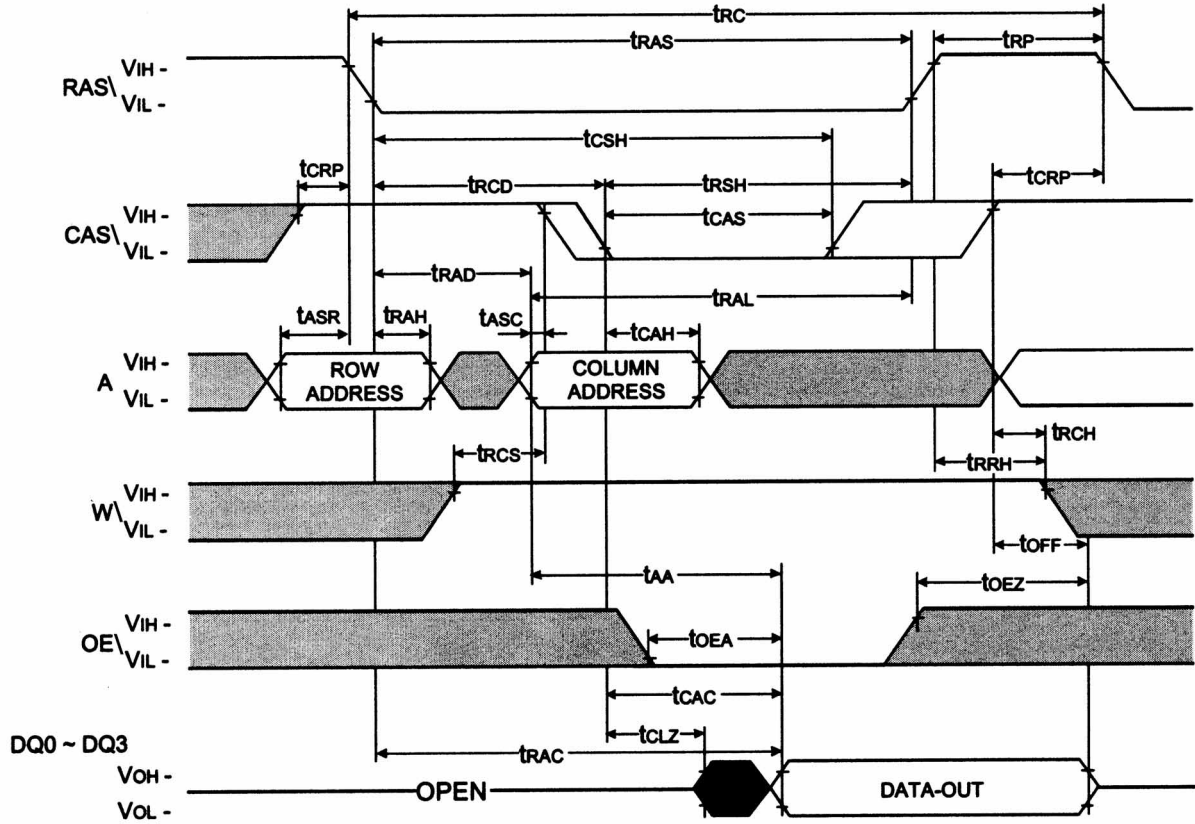 tRC
tRAS
tRP
RAS\
VIH -
VIL -
tCSH
tCRP
tRCD
tRSH
tCRP
CAS\
VIH -
VIL -
tCAS
tRAD
tRAL
tASR
tRAH
tASC
tCAH
A
VIH -
VIL -
ROW
ADDRESS
COLUMN
ADDRESS
tRCH
tRCS
tRRH
W\
VIH -
VIL -
tOFF
tAA
tOEZ
OE\
VIH -
VIL -
tOEA
tCAC
tCLZ
DQ0 ~ DQ3
tRAC
VOH -
VOL -
OPEN
DATA-OUT